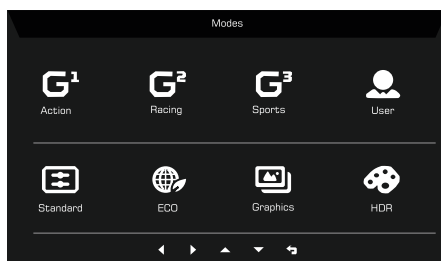 Modes
G¹ G² G³
Action Racing Sports User
Standard ECO Graphics HDR